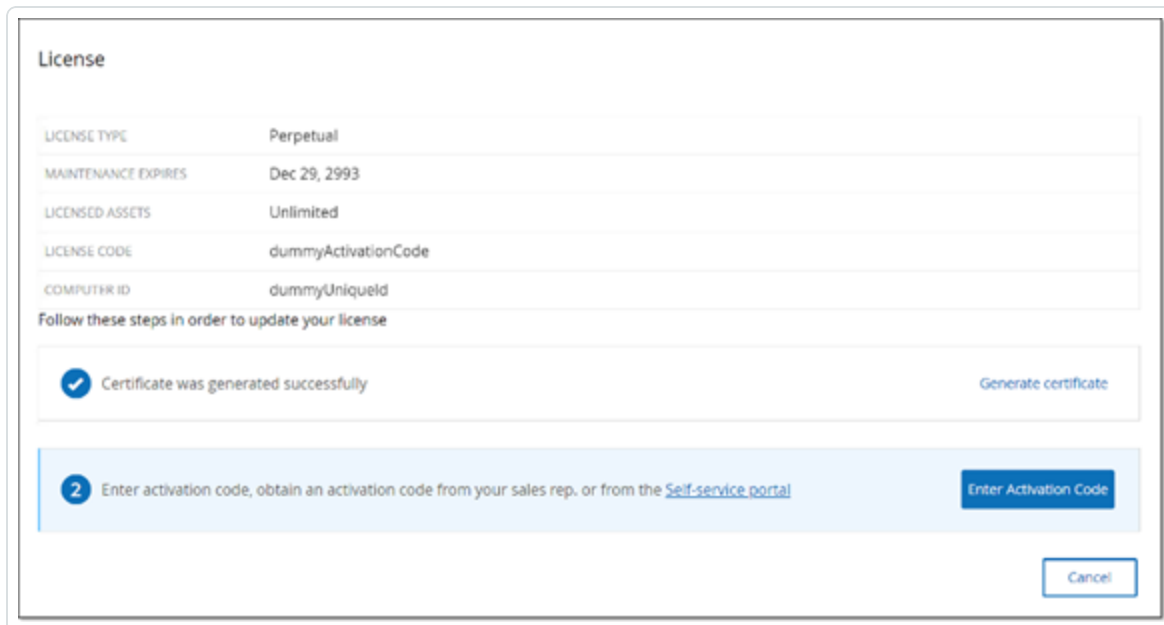 License
LICENSE TYPE Perpetual
MAINTENANCE EXPIRES Dec 29, 2993
LICENSED ASSETS Unlimited
LICENSE CODE dummyActivationCode
COMPUTER ID dummyUniqueId
Follow these steps in order to update your license
Certificate was generated successfully Generate certificate
2 Enter activation code, obtain an activation code from your sales rep. or from the Self-service portal Enter Activation Code
Cancel